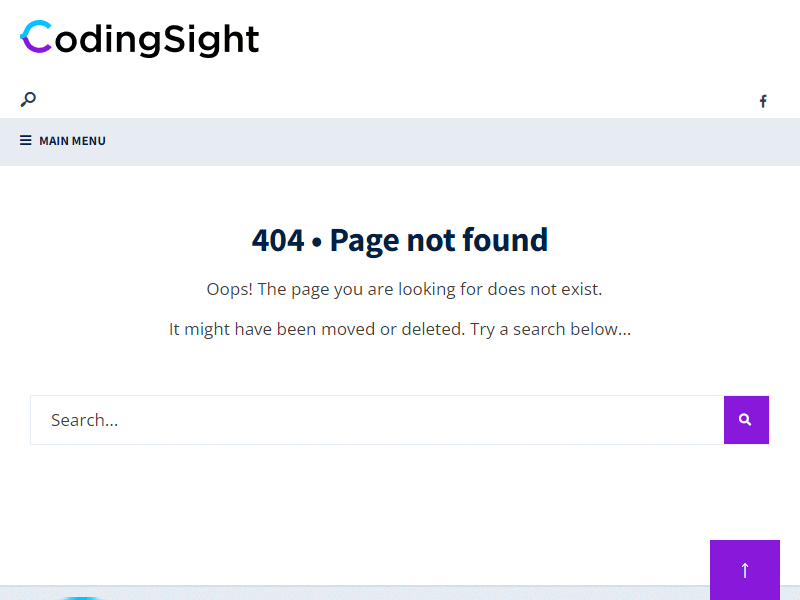 CodingSight
MAIN MENU
404 • Page not found
Oops! The page you are looking for does not exist.
It might have been moved or deleted. Try a search below...
Search...